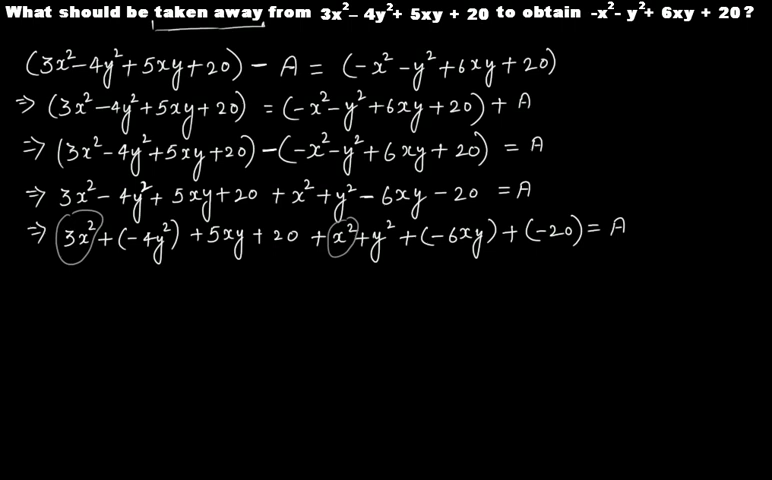 What should be taken away from 3x²- 4y²+ 5xy + 20 to obtain -x²- y²+ 6xy + 20?
(3x²-4y²+5xy+20) - A = (-x²-y²+6xy+20)
⇒ (3x²-4y²+5xy+20) = (-x²-y²+6xy+20) + A
⇒ (3x²-4y²+5xy+20) -(-x²-y²+6xy+20) = A
⇒ 3x²-4y²+5xy+20 +x²+y²-6xy-20 = A
⇒ 3x²+(-4y²)+5xy+20 +x²+y²+(-6xy)+(-20)= A